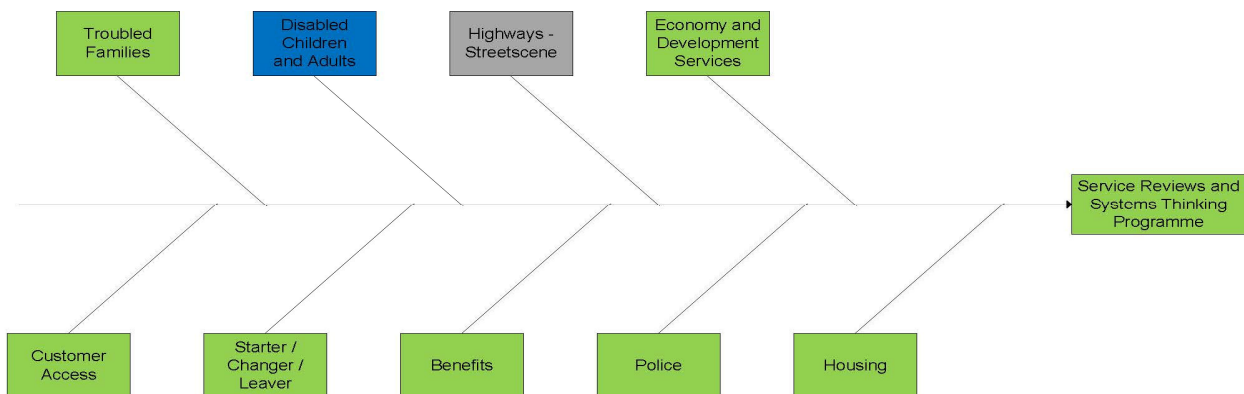 Troubled
Families
Disabled
Children
and Adults
Highways -
Streetscene
Economy and
Development
Services
Service Reviews and
Systems Thinking
Programme
Customer
Access
Starter /
Changer /
Leaver
Benefits
Police
Housing